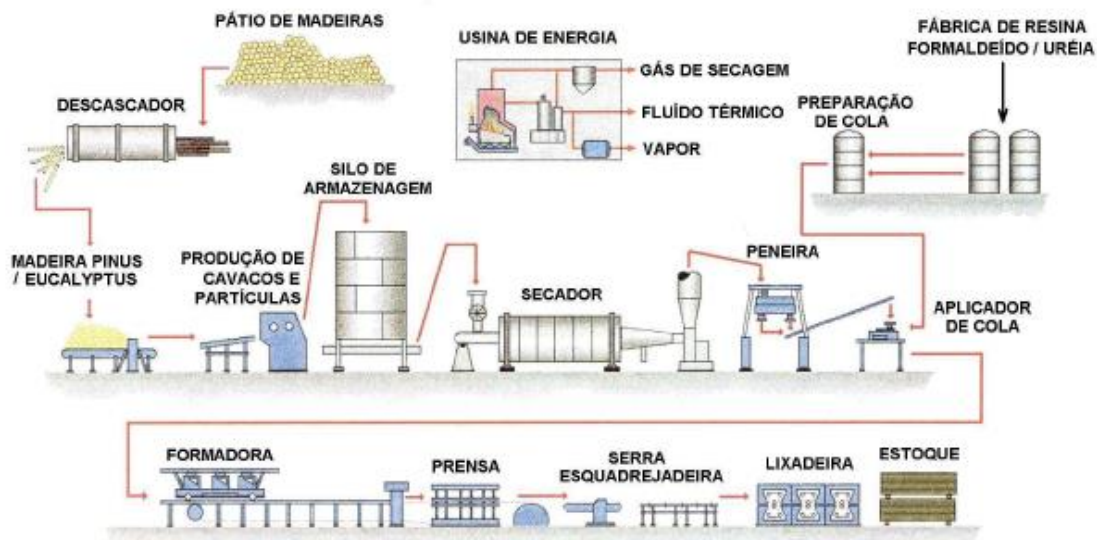 PÁTIO DE MADEIRAS
USINA DE ENERGIA
GÁS DE SECAGEM
FLUÍDO TÉRMICO
VAPOR
FÁBRICA DE RESINA
FORMALDEÍDO / URÉIA
PREPARAÇÃO
DE COLA
DESCASCADOR
SILO DE
ARMAZENAGEM
MADEIRA PINUS
/ EUCALYPTUS
PRODUÇÃO DE
CAVACOS E
PARTÍCULAS
SECADOR
PENEIRA
APLICADOR
DE COLA
FORMADORA
PRENSA
SERRA
ESQUADREJADEIRA
LIXADEIRA
ESTOQUE